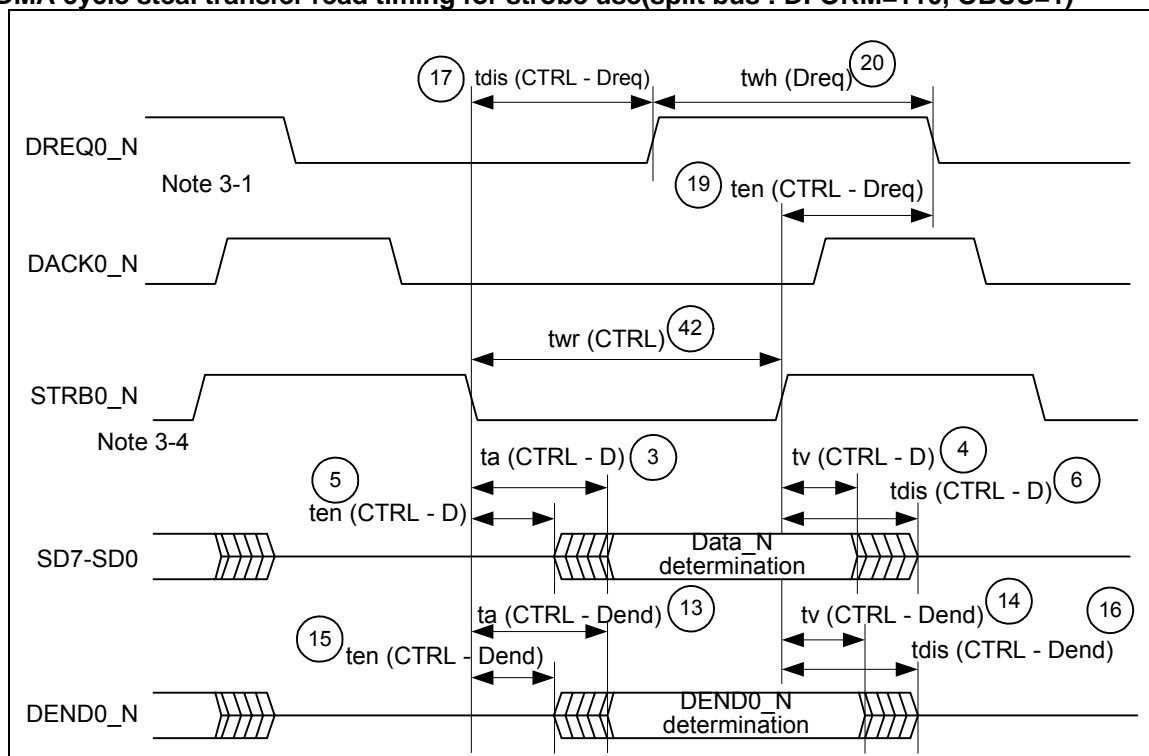 DMA cycle steal transfer read timing for strobe use(split bus : DFORM=110, OBUS=1)
17 tdis (CTRL - Dreq) twh (Dreq) 20
DREQ0_N
Note 3-1
19 ten (CTRL - Dreq)
DACK0_N
twr (CTRL) 42
STRB0_N
Note 3-4
ta (CTRL - D) 3 tv (CTRL - D) 4
5 tdis (CTRL - D) 6
ten (CTRL - D)
SD7-SD0
Data_N
determination
ta (CTRL - Dend) 13 tv (CTRL - Dend) 14 16
15 ten (CTRL - Dend) tdis (CTRL - Dend)
DEND0_N
DEND0_N
determination